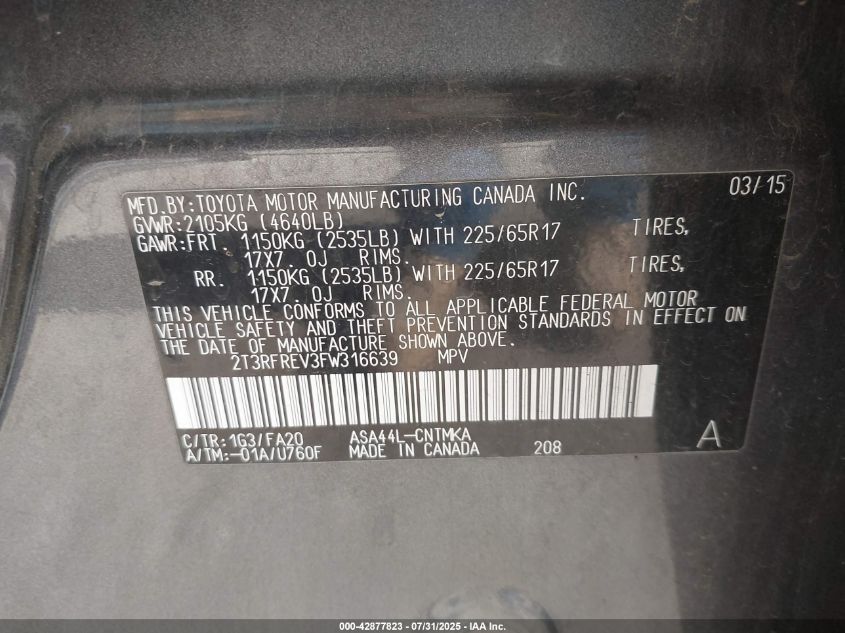 MFD.BY:TOYOTA MOTOR MANUFACTURING CANADA INC. 03/15
GVWR:2105KG (4640LB)
GAWR:FRT. 1150KG (2535LB) WITH 225/65R17 TIRES,
17X7.0J RIMS.
RR. 1150KG (2535LB) WITH 225/65R17 TIRES,
17X7.0J RIMS.
THIS VEHICLE CONFORMS TO ALL APPLICABLE FEDERAL MOTOR
VEHICLE SAFETY AND THEFT PREVENTION STANDARDS IN EFFECT ON
THE DATE OF MANUFACTURE SHOWN ABOVE.
2T3RFREV3FW316639 MPV
C/TR:1G3/FA20 ASA44L-CNTMKA A
A/TM:-01A/U760F MADE IN CANADA 208
000-42877823 - 07/31/2025 - IAA Inc.